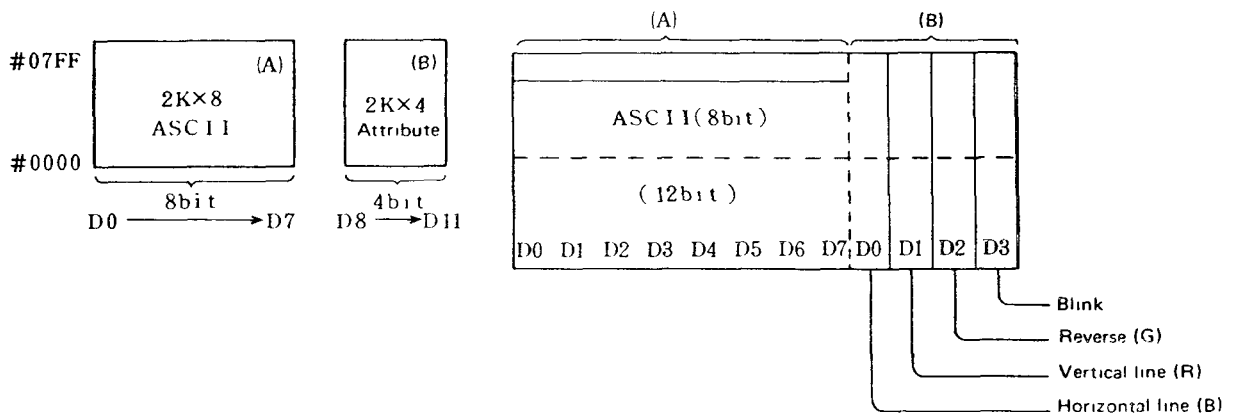 (A) (B)
#07FF (A) (B)
2K×8 2K×4
ASCII Attribute ASCII(8bit)
#0000
8bit 4bit (12bit)
D0 D7 D8 D11
D0 D1 D2 D3 D4 D5 D6 D7 D0 D1 D2 D3
Blink
Reverse (G)
Vertical line (R)
Horizontal line (B)